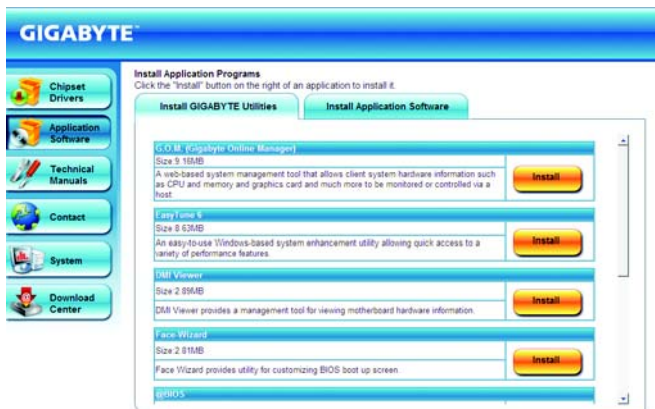 GIGABYTE™
Chipset
Drivers
Application
Software
Technical
Manuals
Contact
System
Download
Center
Install Application Programs
Click the "Install" button on the right of an application to install it.
Install GIGABYTE Utilities
Install Application Software
G.O.M. (Gigabyte Online Manager)
Size:9.16MB
A web-based system management tool that allows client system hardware information such
as CPU and memory and graphics card and much more to be monitored or controlled via a
host.
Install
EasyTune 6
Size:8.63MB
An easy-to-use Windows-based system enhancement utility allowing quick access to a
variety of performance features.
Install
DMI Viewer
Size:2.89MB
DMI Viewer provides a management tool for viewing motherboard hardware information.
Install
Face-Wizard
Size:2.81MB
Face Wizard provides utility for customizing BIOS boot up screen.
Install
@BIOS